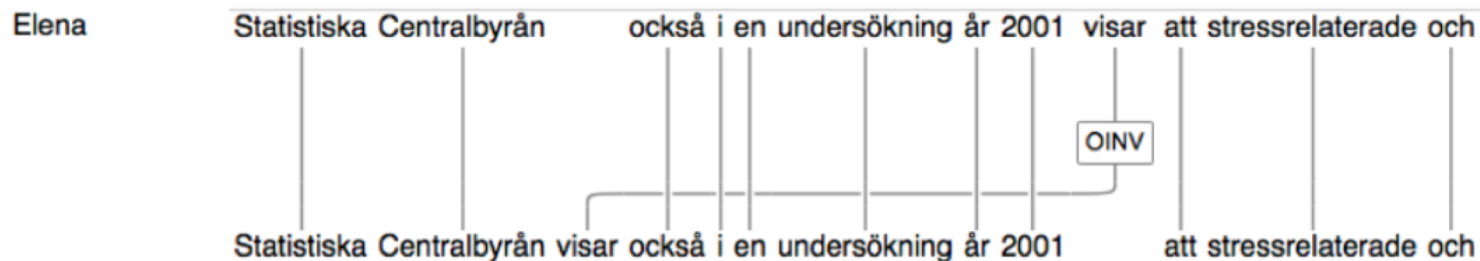 Elena Statistiska Centralbyrån också i en undersökning år 2001 visar att stressrelaterade och
OINV
Statistiska Centralbyrån visar också i en undersökning år 2001 att stressrelaterade och